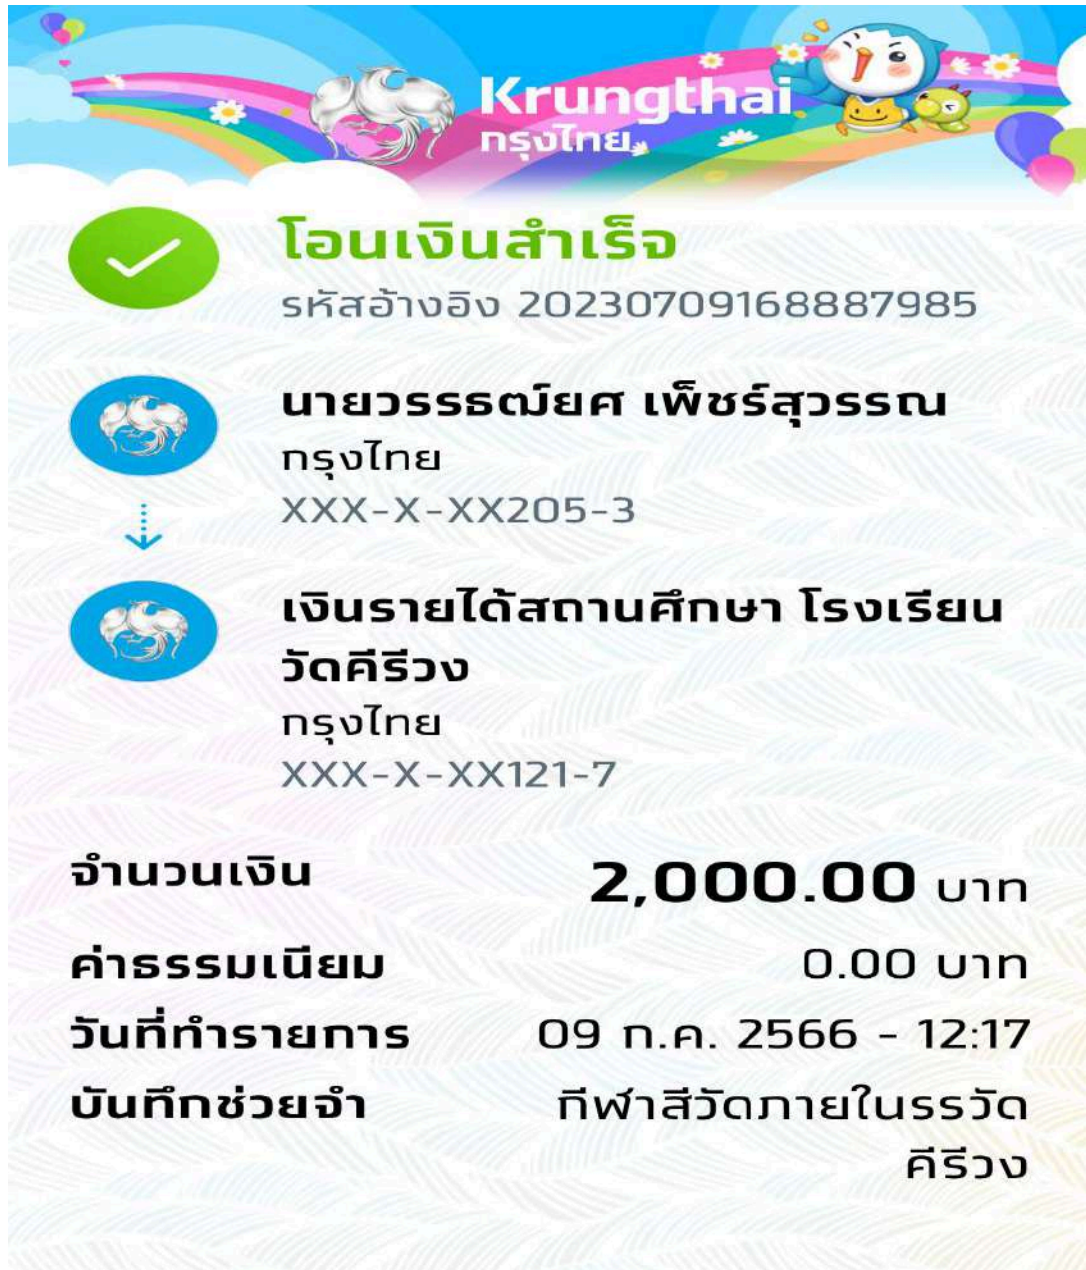 Krungthai
กรุงไทย
โอนเงินสำเร็จ
รหัสอ้างอิง 20230709168887985
นายวรรธฒ์ยศ เพ็ชร์สุวรรณ
กรุงไทย
XXX-X-XX205-3
เงินรายได้สถานศึกษา โรงเรียน
วัดคีรีวง
กรุงไทย
XXX-X-XX121-7
จำนวนเงิน 2,000.00 บาท
ค่าธรรมเนียม 0.00 บาท
วันที่ทำรายการ 09 ก.ค. 2566 - 12:17
บันทึกช่วยจำ กีฬาสีวัดภายในรรวัด
คีรีวง